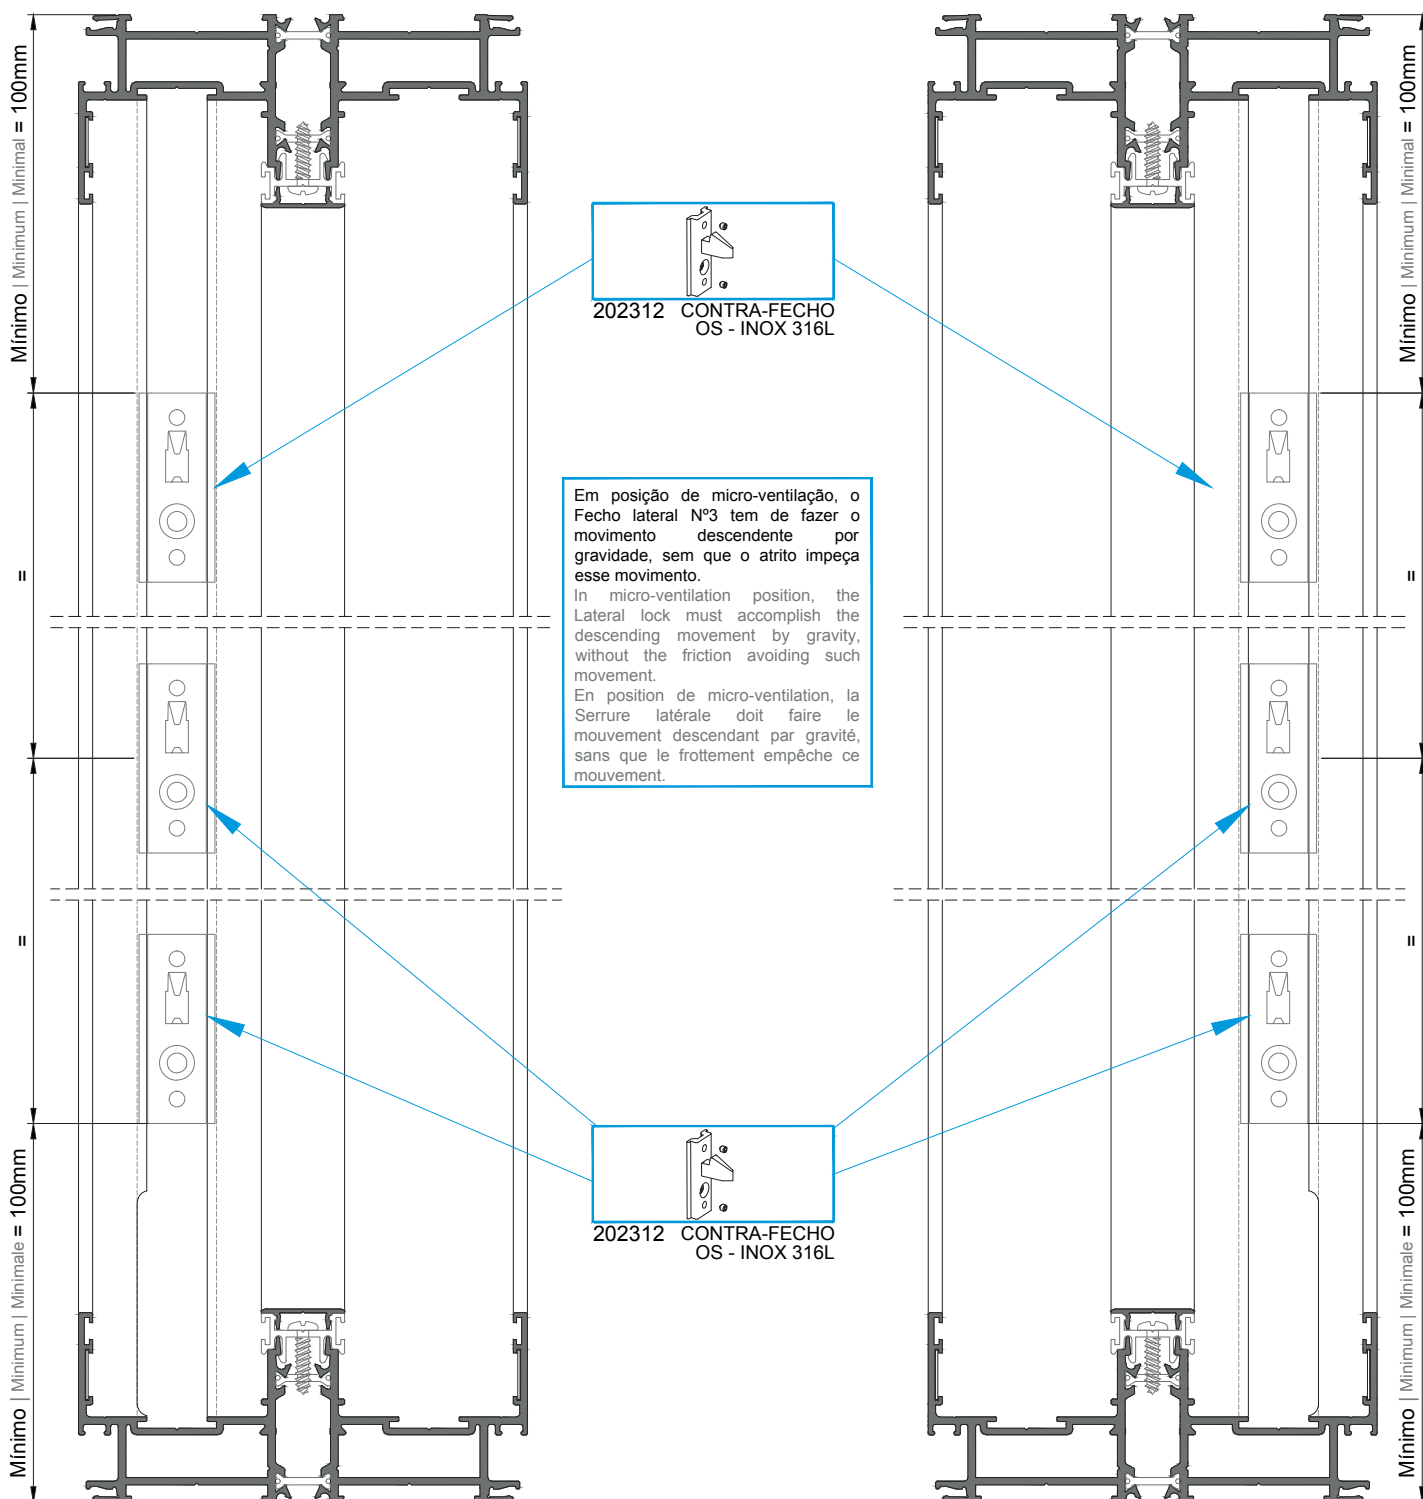 Mínimo | Minimum | Minimal = 100mm
Mínimo | Minimum | Minimal = 100mm
202312 CONTRA-FECHO
OS - INOX 316L
Em posição de micro-ventilação, o
Fecho lateral Nº3 tem de fazer o
movimento descendente por
gravidade, sem que o atrito impeça
esse movimento.
In micro-ventilation position, the
Lateral lock must accomplish the
descending movement by gravity,
without the friction avoiding such
movement.
En position de micro-ventilation, la
Serrure latérale doit faire le
mouvement descendant par gravité,
sans que le frottement empêche ce
mouvement.
=
=
=
=
202312 CONTRA-FECHO
OS - INOX 316L
Mínimo | Minimum | Minimale = 100mm
Mínimo | Minimum | Minimale = 100mm